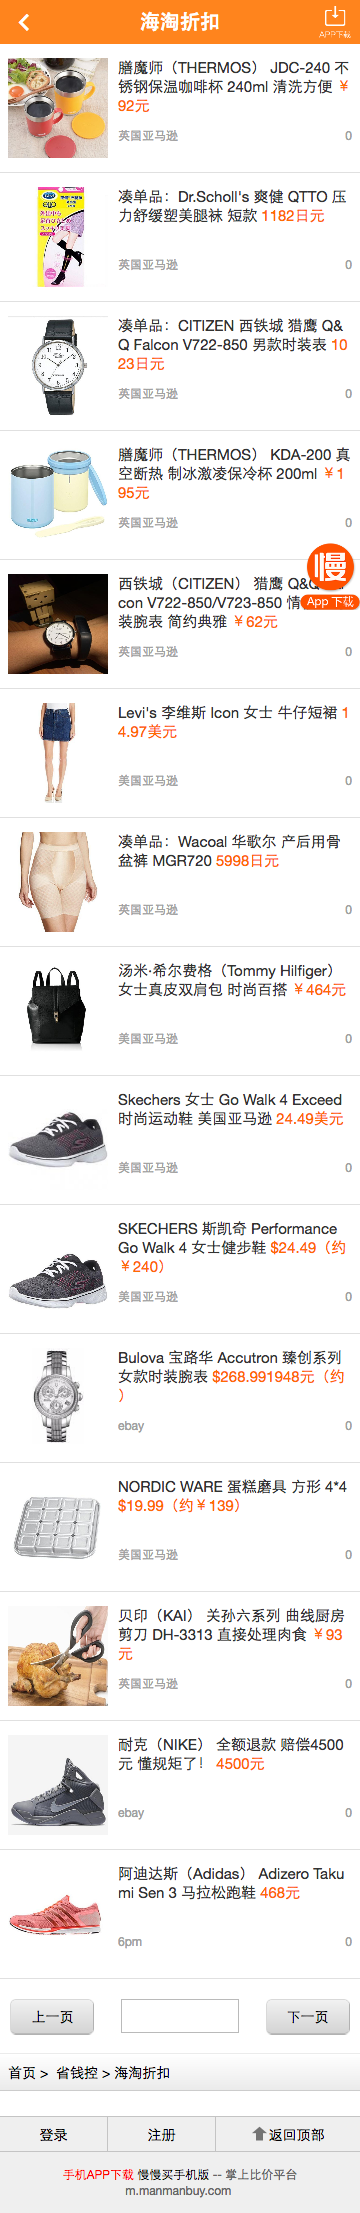 海淘折扣
APP下载
膳魔师（THERMOS） JDC-240 不
锈钢保温咖啡杯 240ml 清洗方便 ￥
92元
英国亚马逊 0
凑单品：Dr.Scholl's 爽健 QTTO 压
力舒缓塑美腿袜 短款 1182日元
英国亚马逊 0
凑单品：CITIZEN 西铁城 猎鹰 Q&
Q Falcon V722-850 男款时装表 10
23日元
英国亚马逊 0
膳魔师（THERMOS） KDA-200 真
空断热 制冰激凌保冷杯 200ml ￥1
95元
英国亚马逊 0
慢
App 下载
西铁城（CITIZEN） 猎鹰 Q&Q
con V722-850/V723-850 情
装腕表 简约典雅 ￥62元
英国亚马逊 0
Levi's 李维斯 Icon 女士 牛仔短裙 1
4.97美元
美国亚马逊 0
凑单品：Wacoal 华歌尔 产后用骨
盆裤 MGR720 5998日元
英国亚马逊 0
汤米·希尔费格（Tommy Hilfiger）
女士真皮双肩包 时尚百搭 ￥464元
美国亚马逊 0
Skechers 女士 Go Walk 4 Exceed
时尚运动鞋 美国亚马逊 24.49美元
美国亚马逊 0
SKECHERS 斯凯奇 Performance
Go Walk 4 女士健步鞋 $24.49（约
￥240）
美国亚马逊 0
Bulova 宝路华 Accutron 臻创系列
女款时装腕表 $268.991948元（约
）
ebay 0
NORDIC WARE 蛋糕磨具 方形 4*4
$19.99（约￥139）
美国亚马逊 0
贝印（KAI） 关孙六系列 曲线厨房
剪刀 DH-3313 直接处理肉食 ￥93
元
英国亚马逊 0
耐克（NIKE） 全额退款 赔偿4500
元 懂规矩了！ 4500元
ebay 0
阿迪达斯（Adidas） Adizero Taku
mi Sen 3 马拉松跑鞋 468元
6pm 0
上一页 下一页
首页 > 省钱控 > 海淘折扣
登录 注册 返回顶部
手机APP下载 慢慢买手机版 -- 掌上比价平台
m.manmanbuy.com